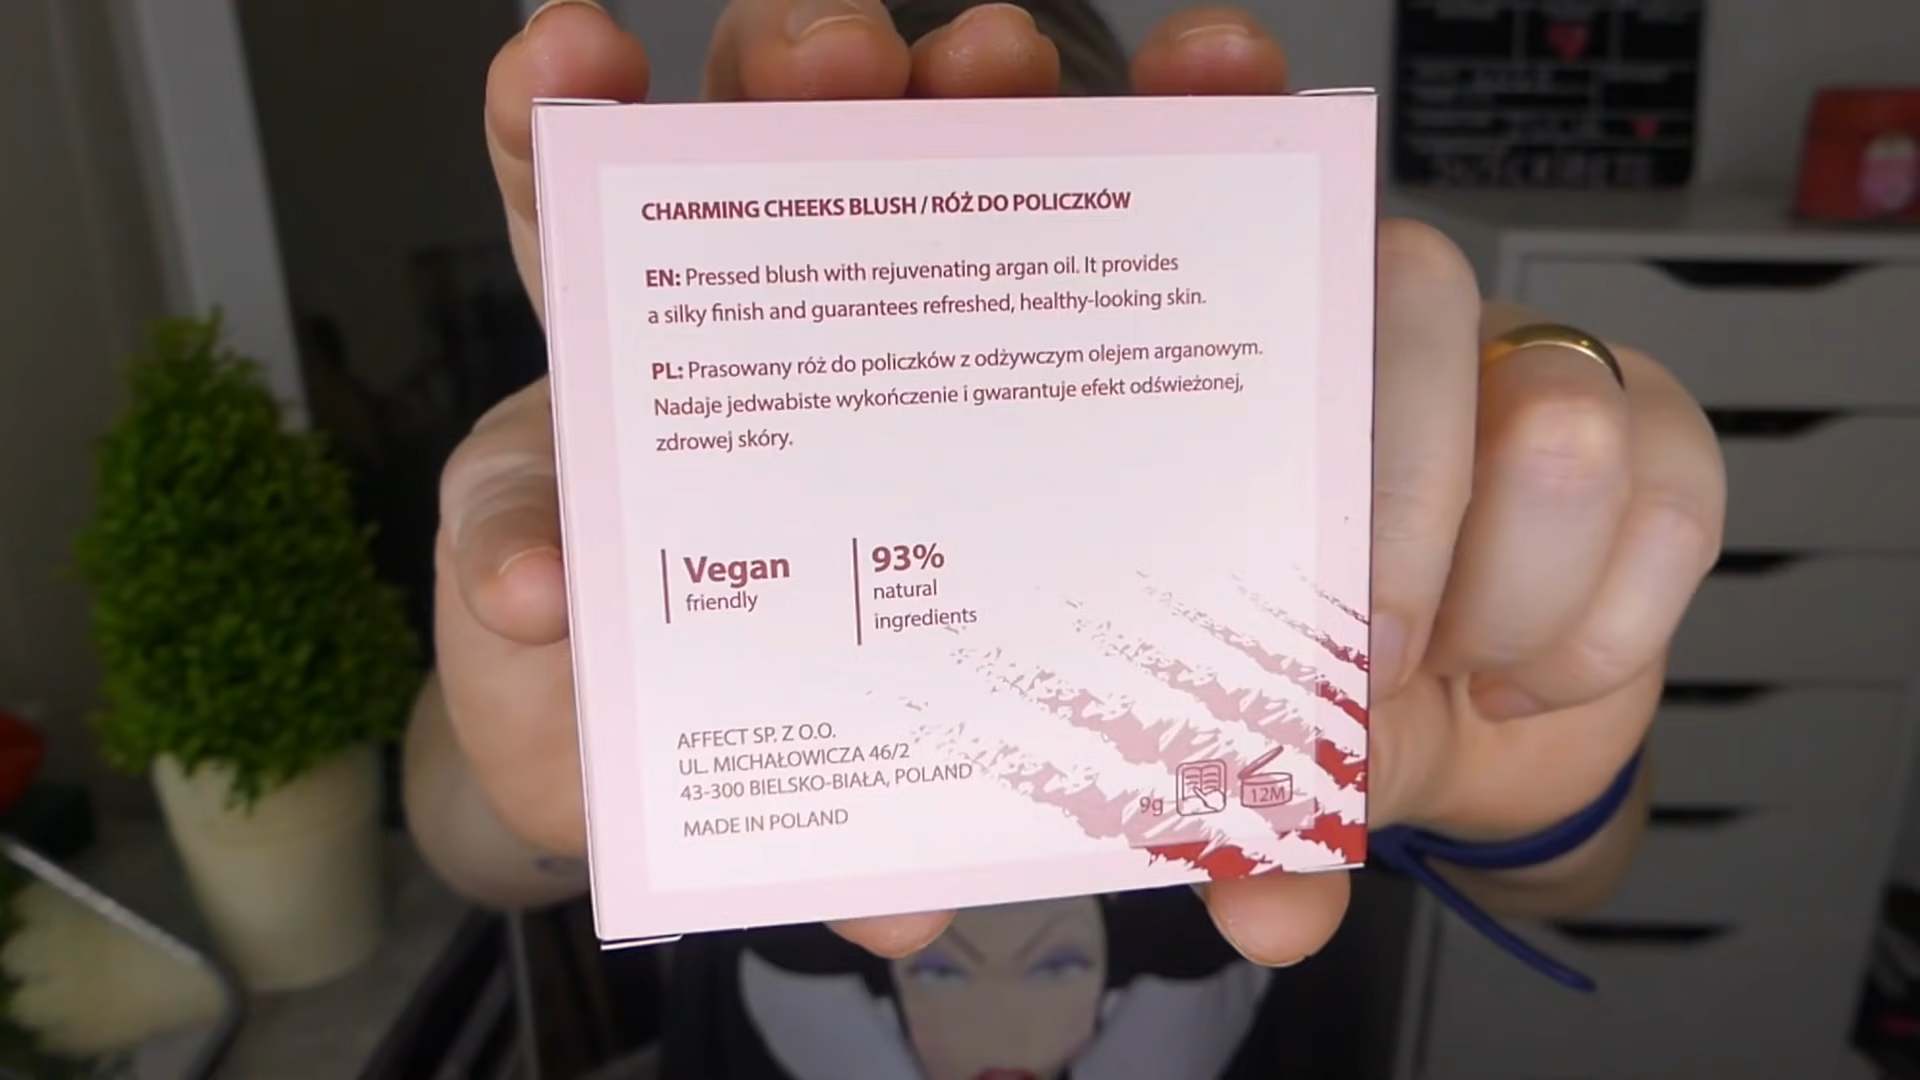 CHARMING CHEEKS BLUSH / RÓŻ DO POLICZKÓW
EN: Pressed blush with rejuvenating argan oil. It provides
a silky finish and guarantees refreshed, healthy-looking skin.
PL: Prasowany róż do policzków z odżywczym olejem arganowym.
Nadaje jedwabiste wykończenie i gwarantuje efekt odświeżonej,
zdrowej skóry.
Vegan
friendly
93%
natural
ingredients
AFFECT SP. Z O.O.
UL. MICHAŁOWICZA 46/2
43-300 BIELSKO-BIAŁA, POLAND
MADE IN POLAND
9g
12M